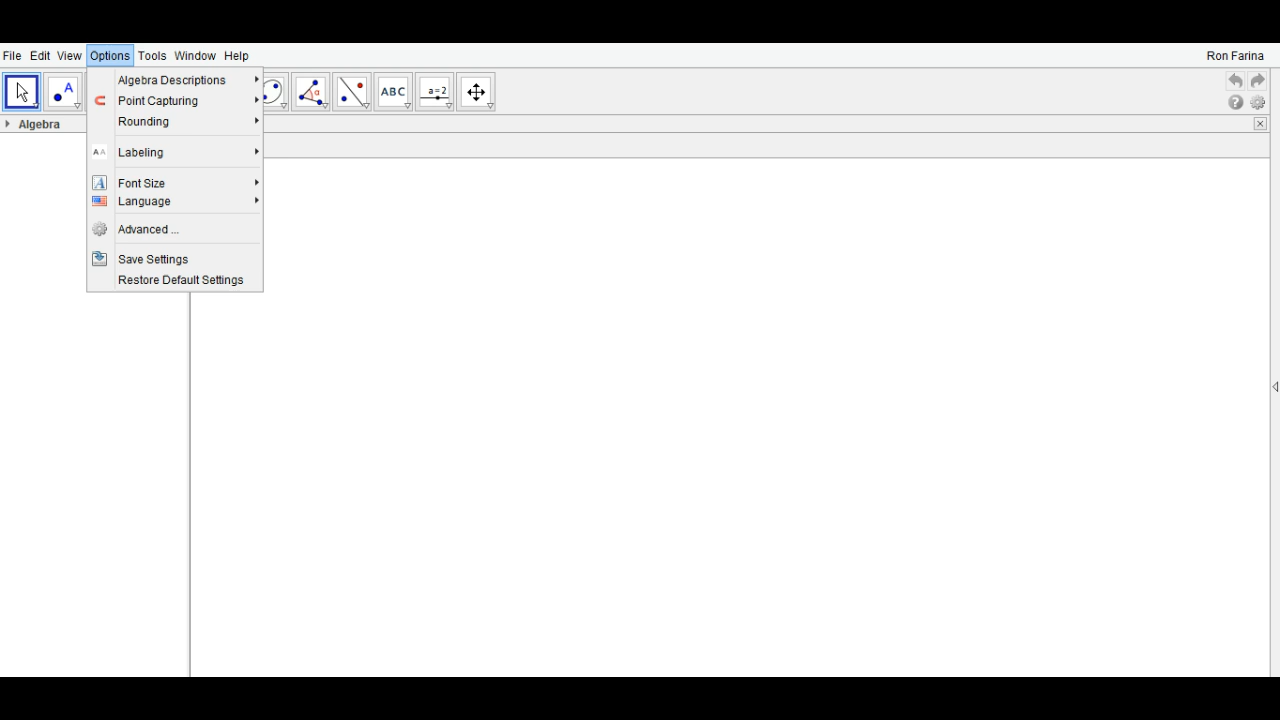 File Edit View Options Tools Window Help Ron Farina
A α ABC a=2
Algebra Descriptions
Point Capturing
Rounding
Algebra
AA Labeling
A Font Size
Language
Advanced ...
Save Settings
Restore Default Settings